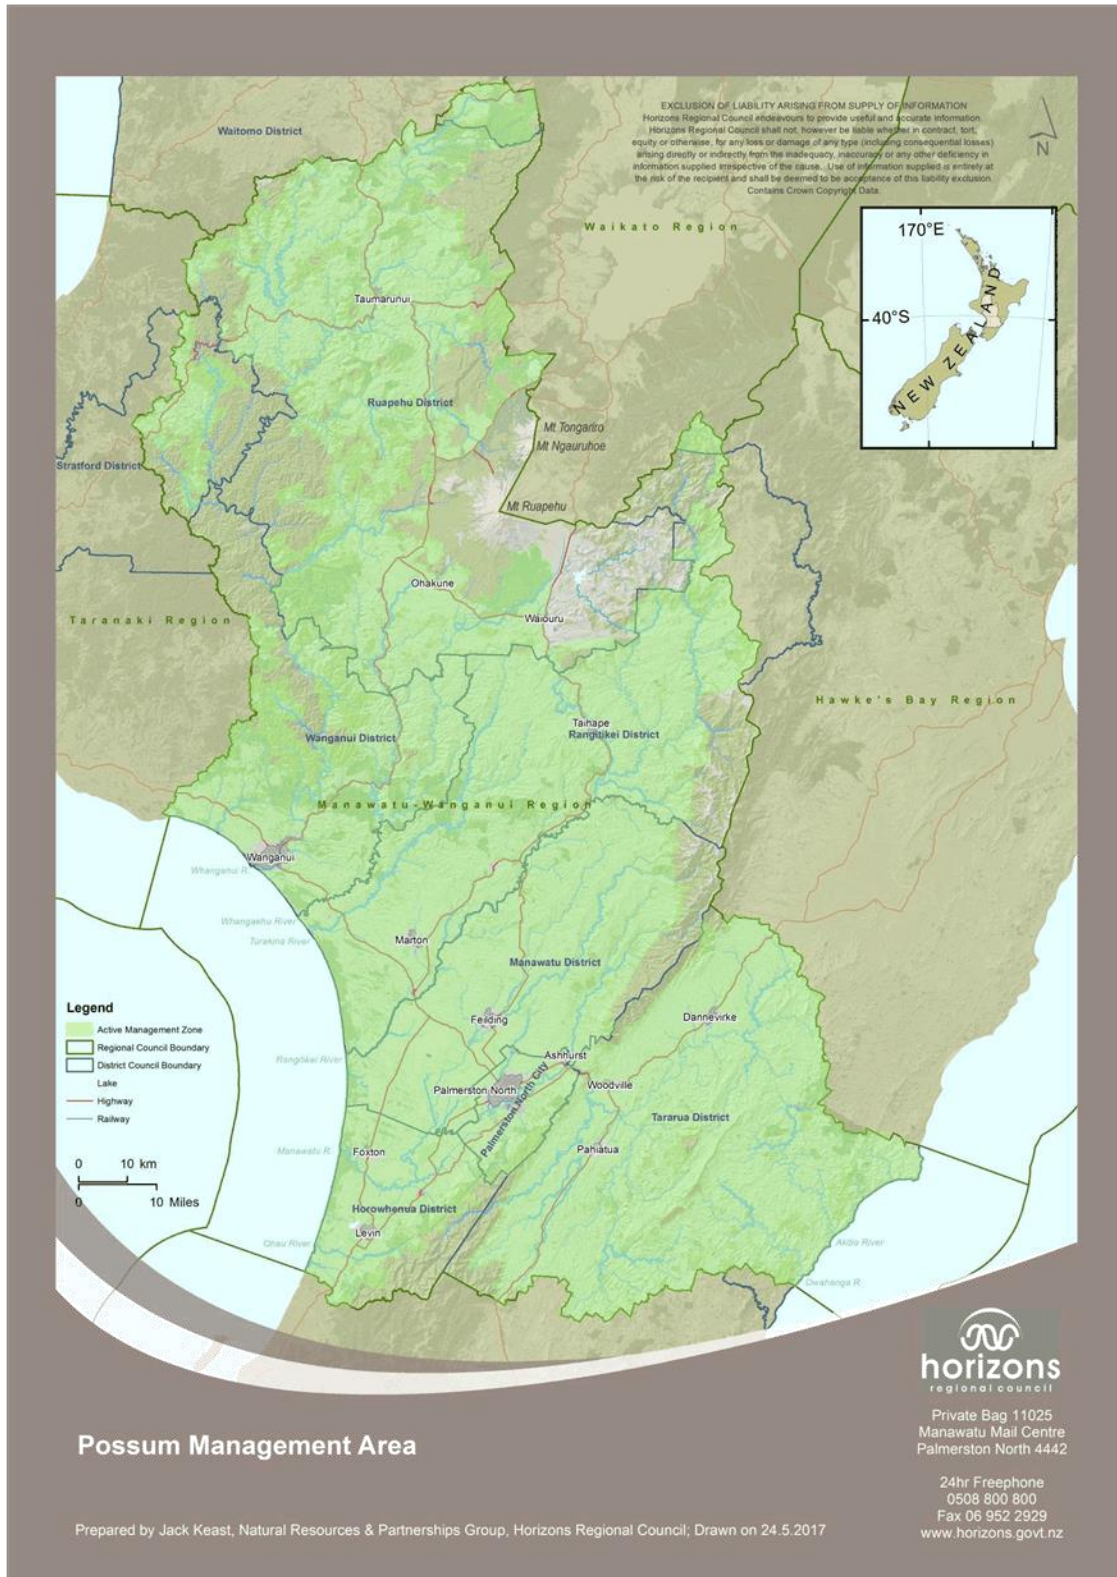 EXCLUSION OF LIABILITY ARISING FROM SUPPLY OF INFORMATION
Horizons Regional Council endeavours to provide useful and accurate information.
Horizons Regional Council shall not, however be liable whether in contract, tort,
equity or otherwise, for any loss or damage of any type (including consequential losses)
arising directly or indirectly from the inadequacy, inaccuracy or any other deficiency in
information supplied irrespective of the cause. Use of information supplied is entirely at
the risk of the recipient and shall be deemed to be acceptance of this liability exclusion.
Contains Crown Copyright Data.
N
Waitomo District
Waikato Region
170°E
40°S
NEW ZEALAND
Taumarunui
Ruapehu District
Mt Tongariro
Mt Ngauruhoe
Stratford District
Mt Ruapehu
Ohakune
Waiouru
Taranaki Region
Hawke's Bay Region
Taihape
Rangitikei District
Wanganui District
Manawatu-Wanganui Region
Wanganui
Whanganui R.
Whangaehu River
Turakina River
Marton
Manawatu District
Feilding
Dannevirke
Ashhurst
Woodville
Palmerston North
Palmerston North City
Tararua District
Rangitikei River
Manawatu R.
Foxton
Pahiatua
Horowhenua District
Levin
Ohau River
Akitio River
Owahanga R.
Legend
Active Management Zone
Regional Council Boundary
District Council Boundary
Lake
Highway
Railway
0 10 km
0 10 Miles
horizons
regional council
Private Bag 11025
Manawatu Mail Centre
Palmerston North 4442
24hr Freephone
0508 800 800
Fax 06 952 2929
www.horizons.govt.nz
Possum Management Area
Prepared by Jack Keast, Natural Resources & Partnerships Group, Horizons Regional Council; Drawn on 24.5.2017